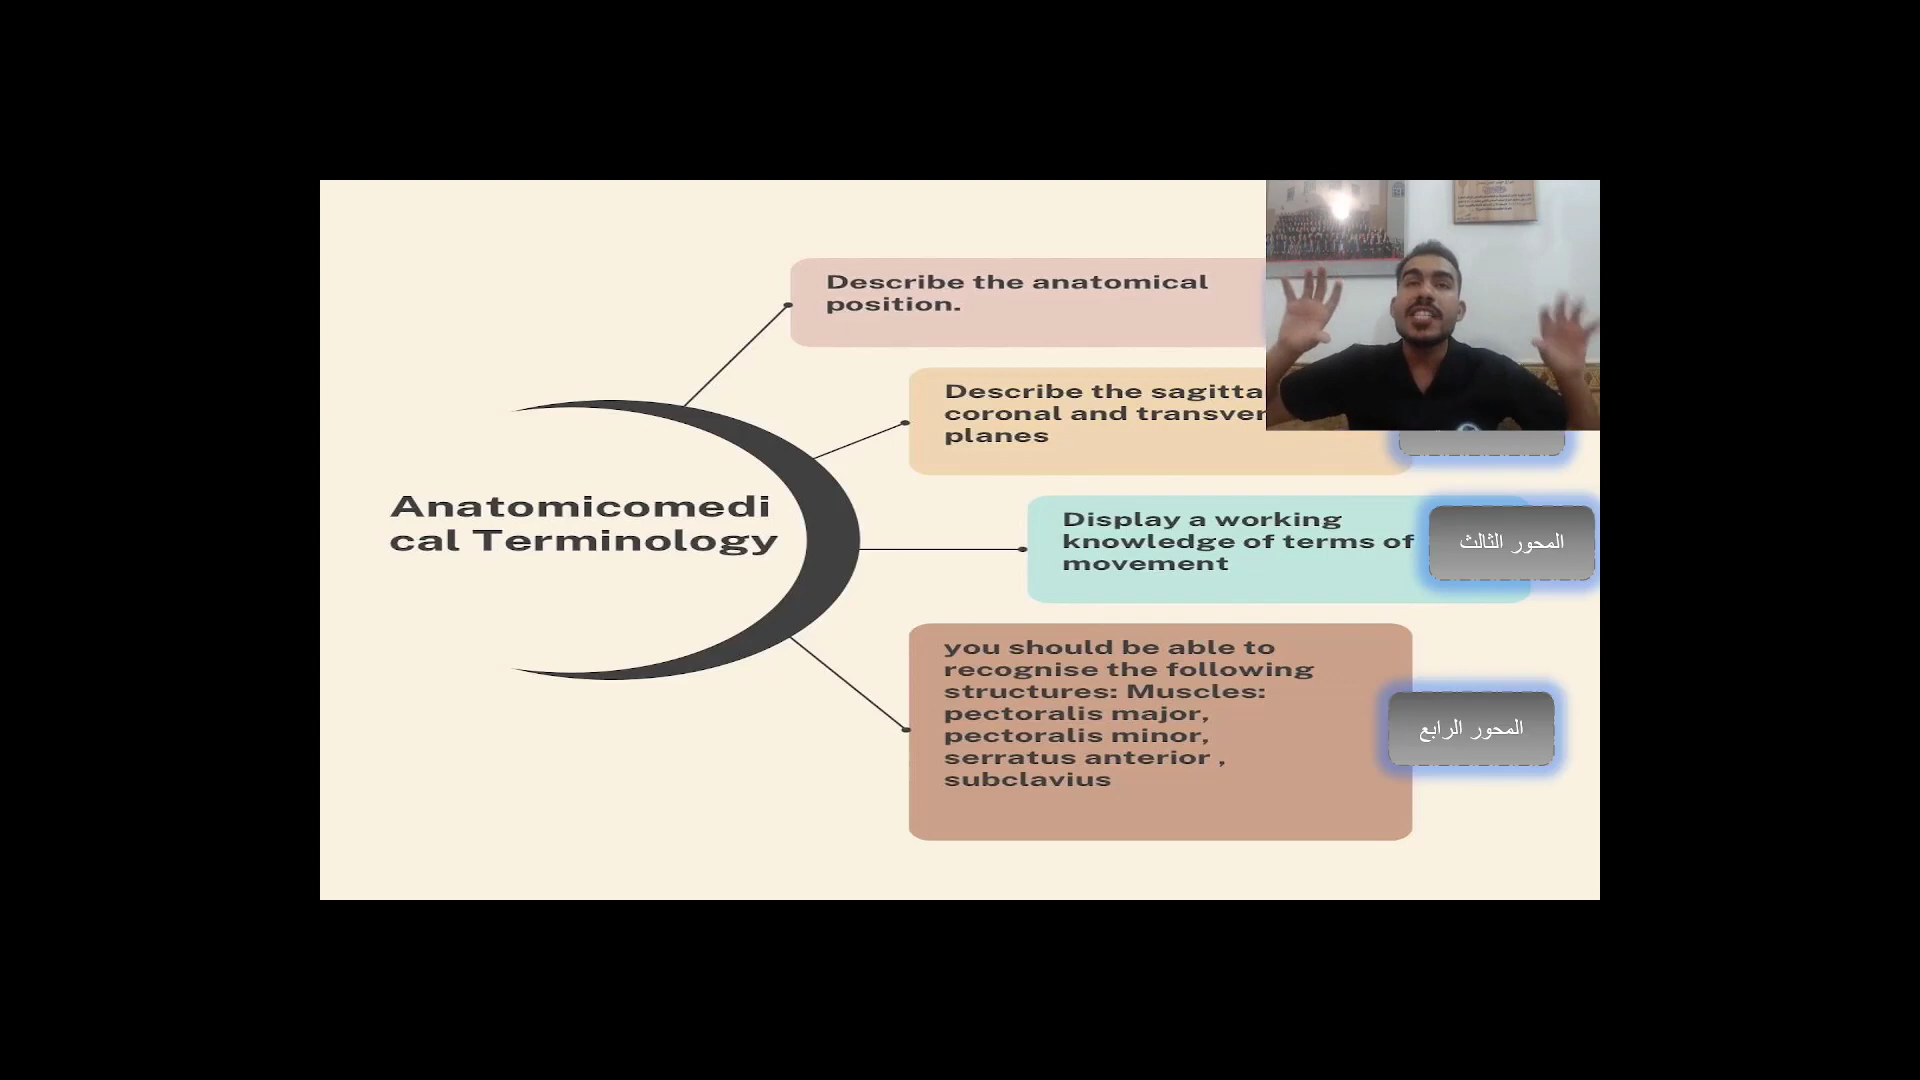 Describe the anatomical
position.
Describe the sagitta
coronal and transver
planes
Anatomicomedi
cal Terminology
Display a working
knowledge of terms of
movement
المحور الثالث
you should be able to
recognise the following
structures: Muscles:
pectoralis major,
pectoralis minor,
serratus anterior ,
subclavius
المحور الرابع